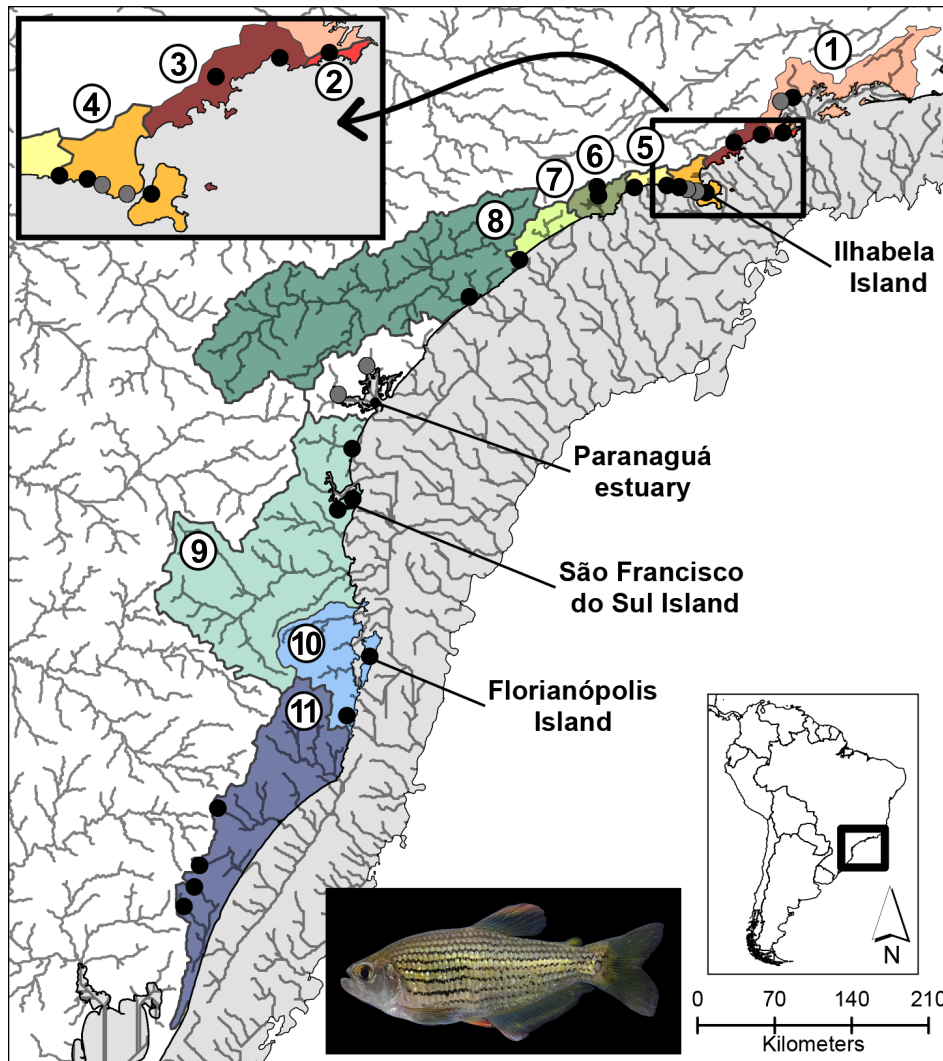 1
3
2
4
5
6
7
8
Ilhabela
Island
Paranaguá
estuary
9
São Francisco
do Sul Island
10
Florianópolis
Island
11
N
0 70 140 210
Kilometers